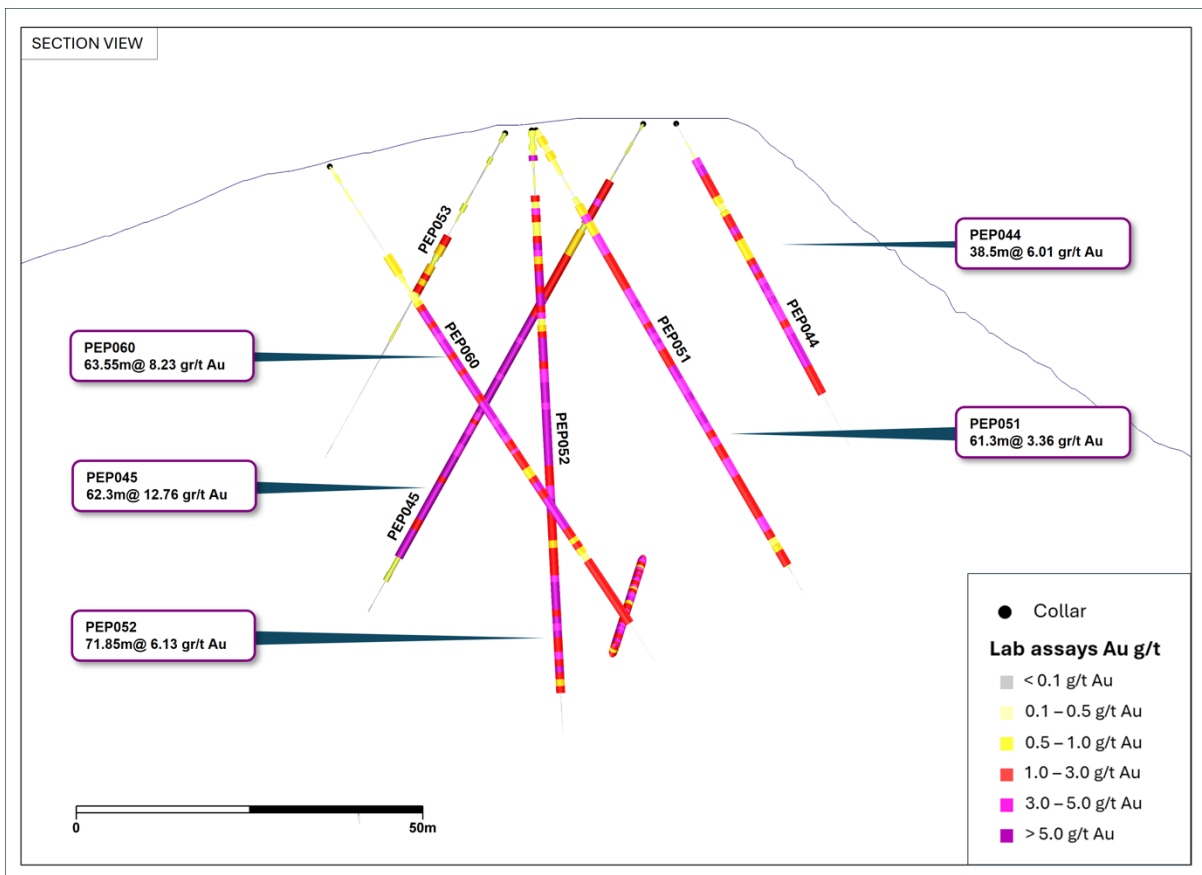 SECTION VIEW
PEP053
PEP044
38.5m@ 6.01 gr/t Au
PEP060
63.55m@ 8.23 gr/t Au
PEP060
PEP051
PEP044
PEP051
61.3m@ 3.36 gr/t Au
PEP052
PEP045
62.3m@ 12.76 gr/t Au
PEP045
PEP052
71.85m@ 6.13 gr/t Au
Collar
Lab assays Au g/t
< 0.1 g/t Au
0.1 – 0.5 g/t Au
0.5 – 1.0 g/t Au
1.0 – 3.0 g/t Au
3.0 – 5.0 g/t Au
> 5.0 g/t Au
0
50m